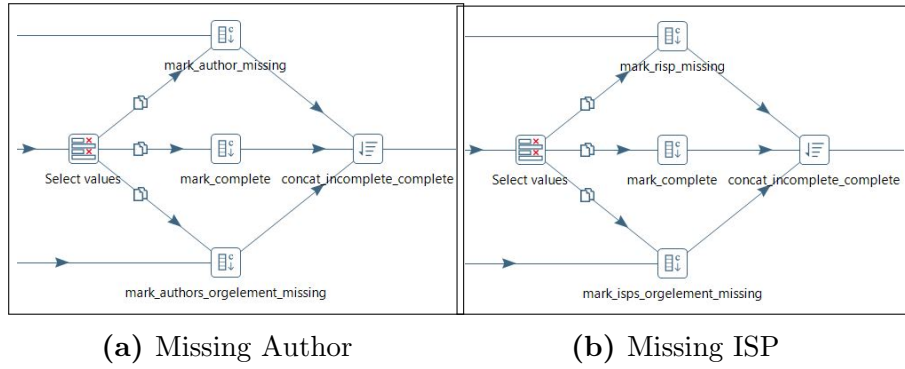 mark_author_missing
Select values
mark_complete
concat_incomplete_complete
mark_authors_orgelement_missing
(a) Missing Author
mark_risp_missing
Select values
mark_complete
concat_incomplete_complete
mark_isps_orgelement_missing
(b) Missing ISP